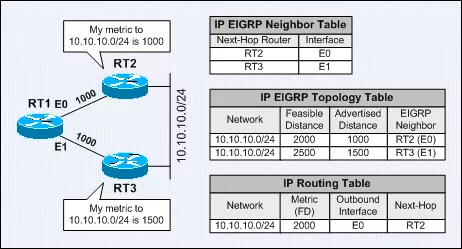 My metric to
10.10.10.0/24 is 1000
RT2
RT1 E0
1000
E1
1000
10.10.10.0/24
RT3
My metric to
10.10.10.0/24 is 1500
IP EIGRP Neighbor Table
Next-Hop Router Interface
RT2 E0
RT3 E1
IP EIGRP Topology Table
Network Feasible Distance Advertised Distance EIGRP Neighbor
10.10.10.0/24 2000 1000 RT2 (E0)
10.10.10.0/24 2500 1500 RT3 (E1)
IP Routing Table
Network Metric (FD) Outbound Interface Next-Hop
10.10.10.0/24 2000 E0 RT2